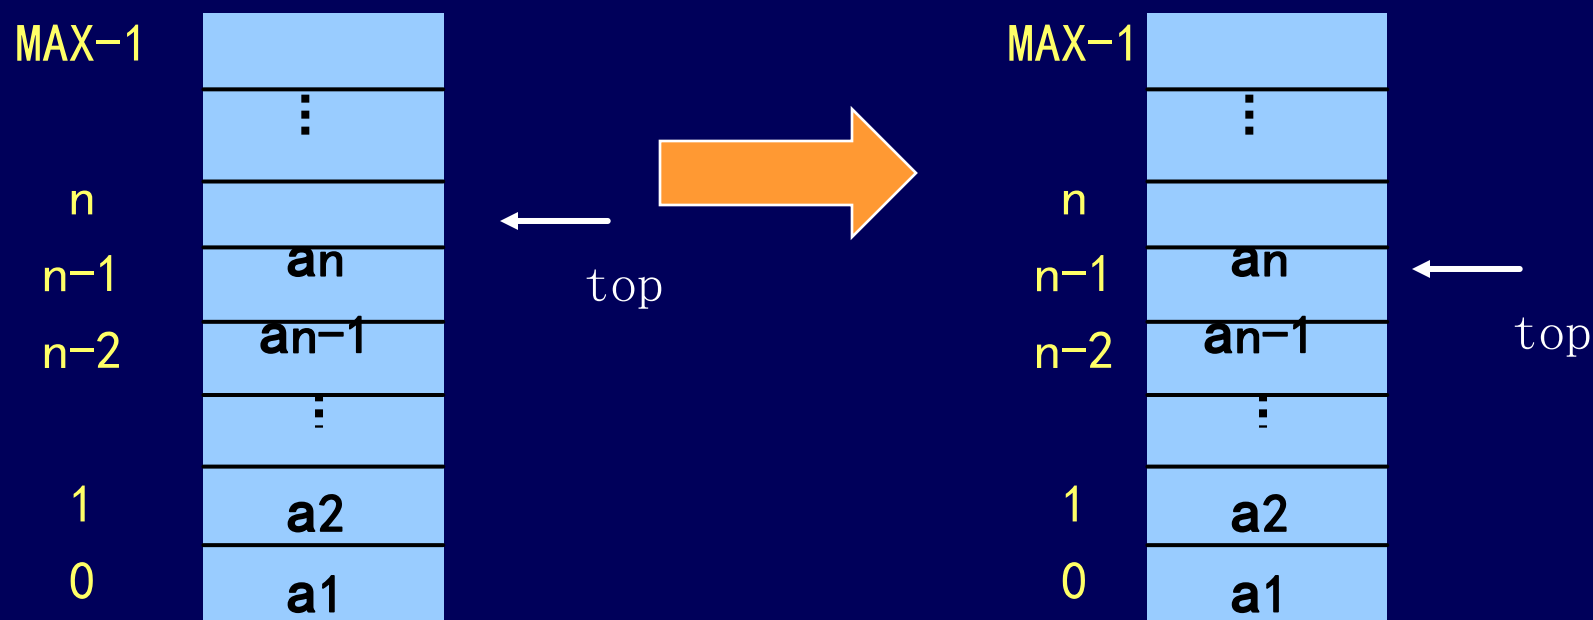 MAX-1
⋮
n
n-1 an
top
n-2 an-1
⋮
1 a2
0 a1
MAX-1
⋮
n
n-1 an
top
n-2 an-1
⋮
1 a2
0 a1